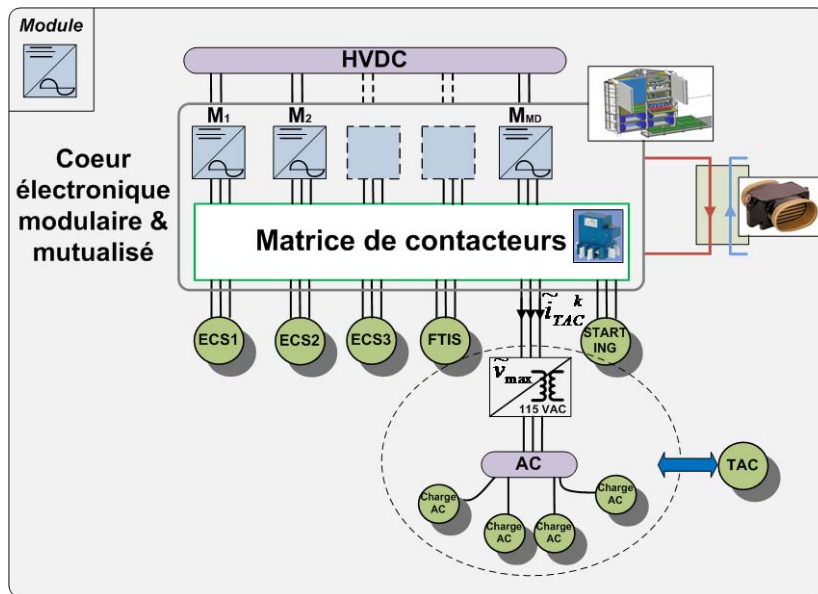 Module
HVDC
M1 M2 MMD
Coeur
électronique
modulaire &
mutualisé
Matrice de contacteurs
ĩ TAC k
ECS1 ECS2 ECS3 FTIS START
ING
ṽmax
115 VAC
AC
TAC
Charge
AC
Charge
AC
Charge
AC
Charge
AC